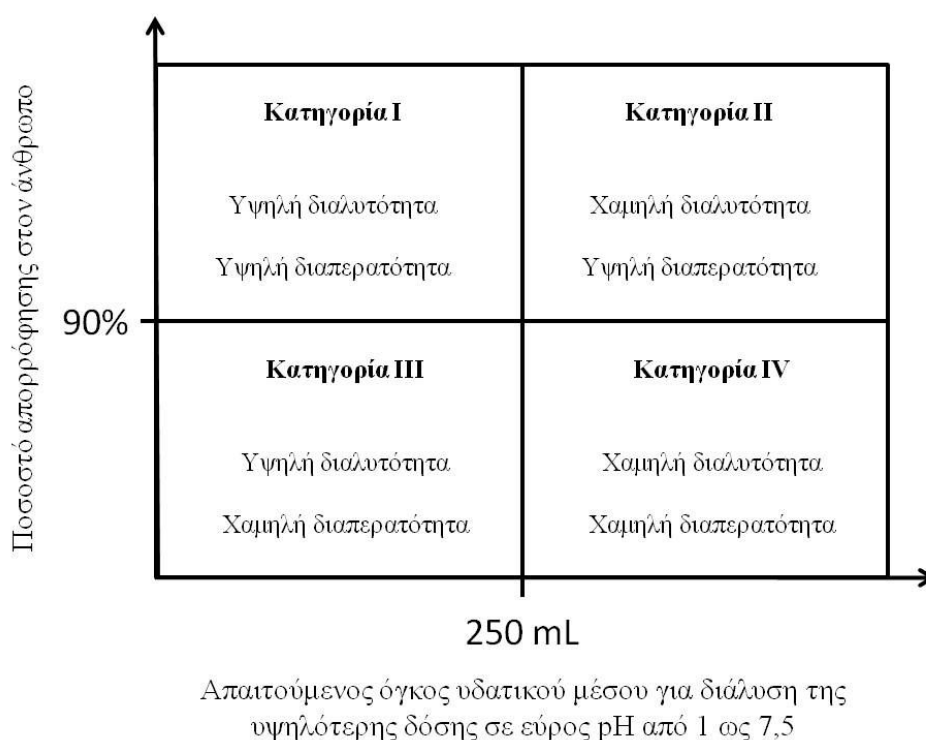 Ποσοστό απορρόφησης στον άνθρωπο
Κατηγορία I
Υψηλή διαλυτότητα
Υψηλή διαπερατότητα
Κατηγορία II
Χαμηλή διαλυτότητα
Υψηλή διαπερατότητα
90%
Κατηγορία III
Υψηλή διαλυτότητα
Χαμηλή διαπερατότητα
Κατηγορία IV
Χαμηλή διαλυτότητα
Χαμηλή διαπερατότητα
250 mL
Απαιτούμενος όγκος υδατικού μέσου για διάλυση της
υψηλότερης δόσης σε εύρος pH από 1 ως 7,5